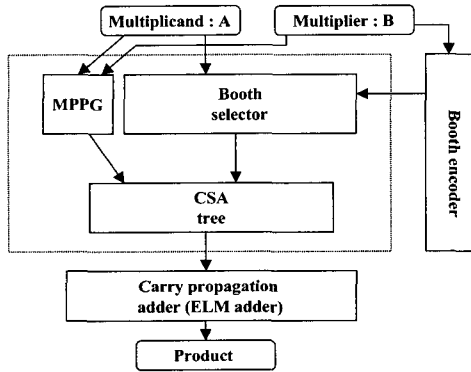 Multiplicand : A
Multiplier : B
MPPG
Booth
selector
Booth encoder
CSA
tree
Carry propagation
adder (ELM adder)
Product